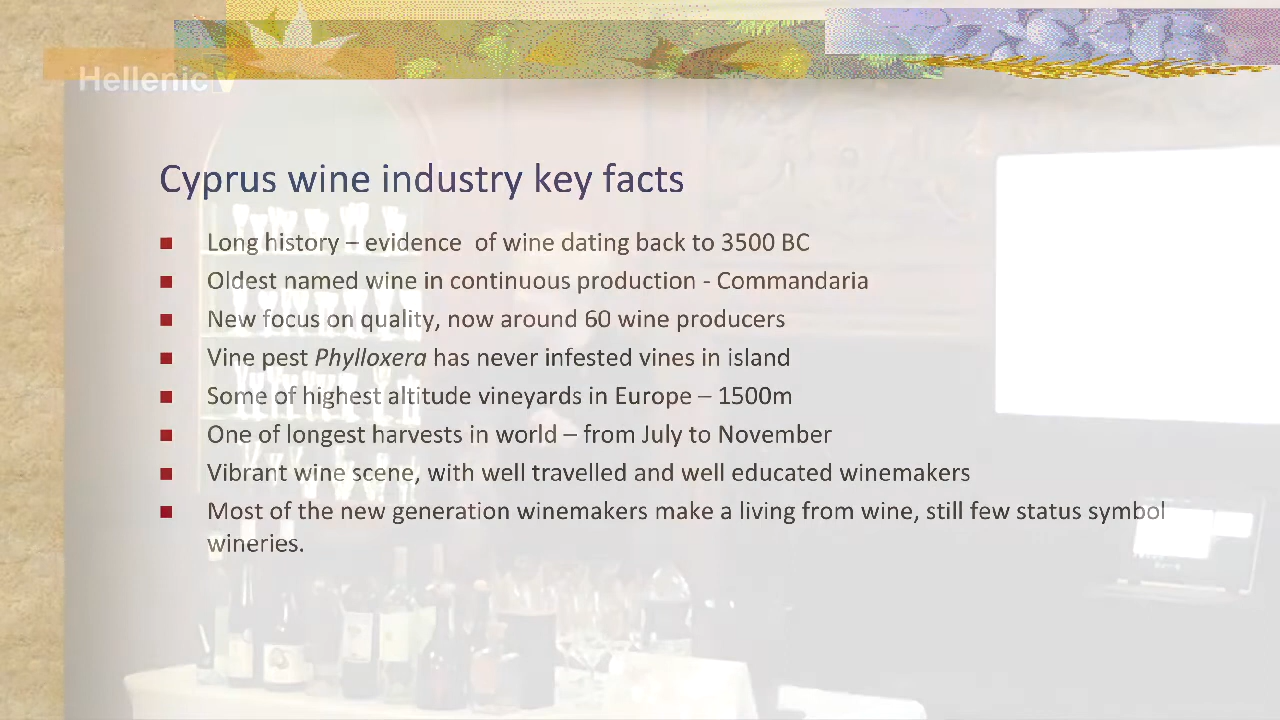 Hellenic
Cyprus wine industry key facts
Long history – evidence of wine dating back to 3500 BC
Oldest named wine in continuous production - Commandaria
New focus on quality, now around 60 wine producers
Vine pest Phylloxera has never infested vines in island
Some of highest altitude vineyards in Europe – 1500m
One of longest harvests in world – from July to November
Vibrant wine scene, with well travelled and well educated winemakers
Most of the new generation winemakers make a living from wine, still few status symbol
wineries.